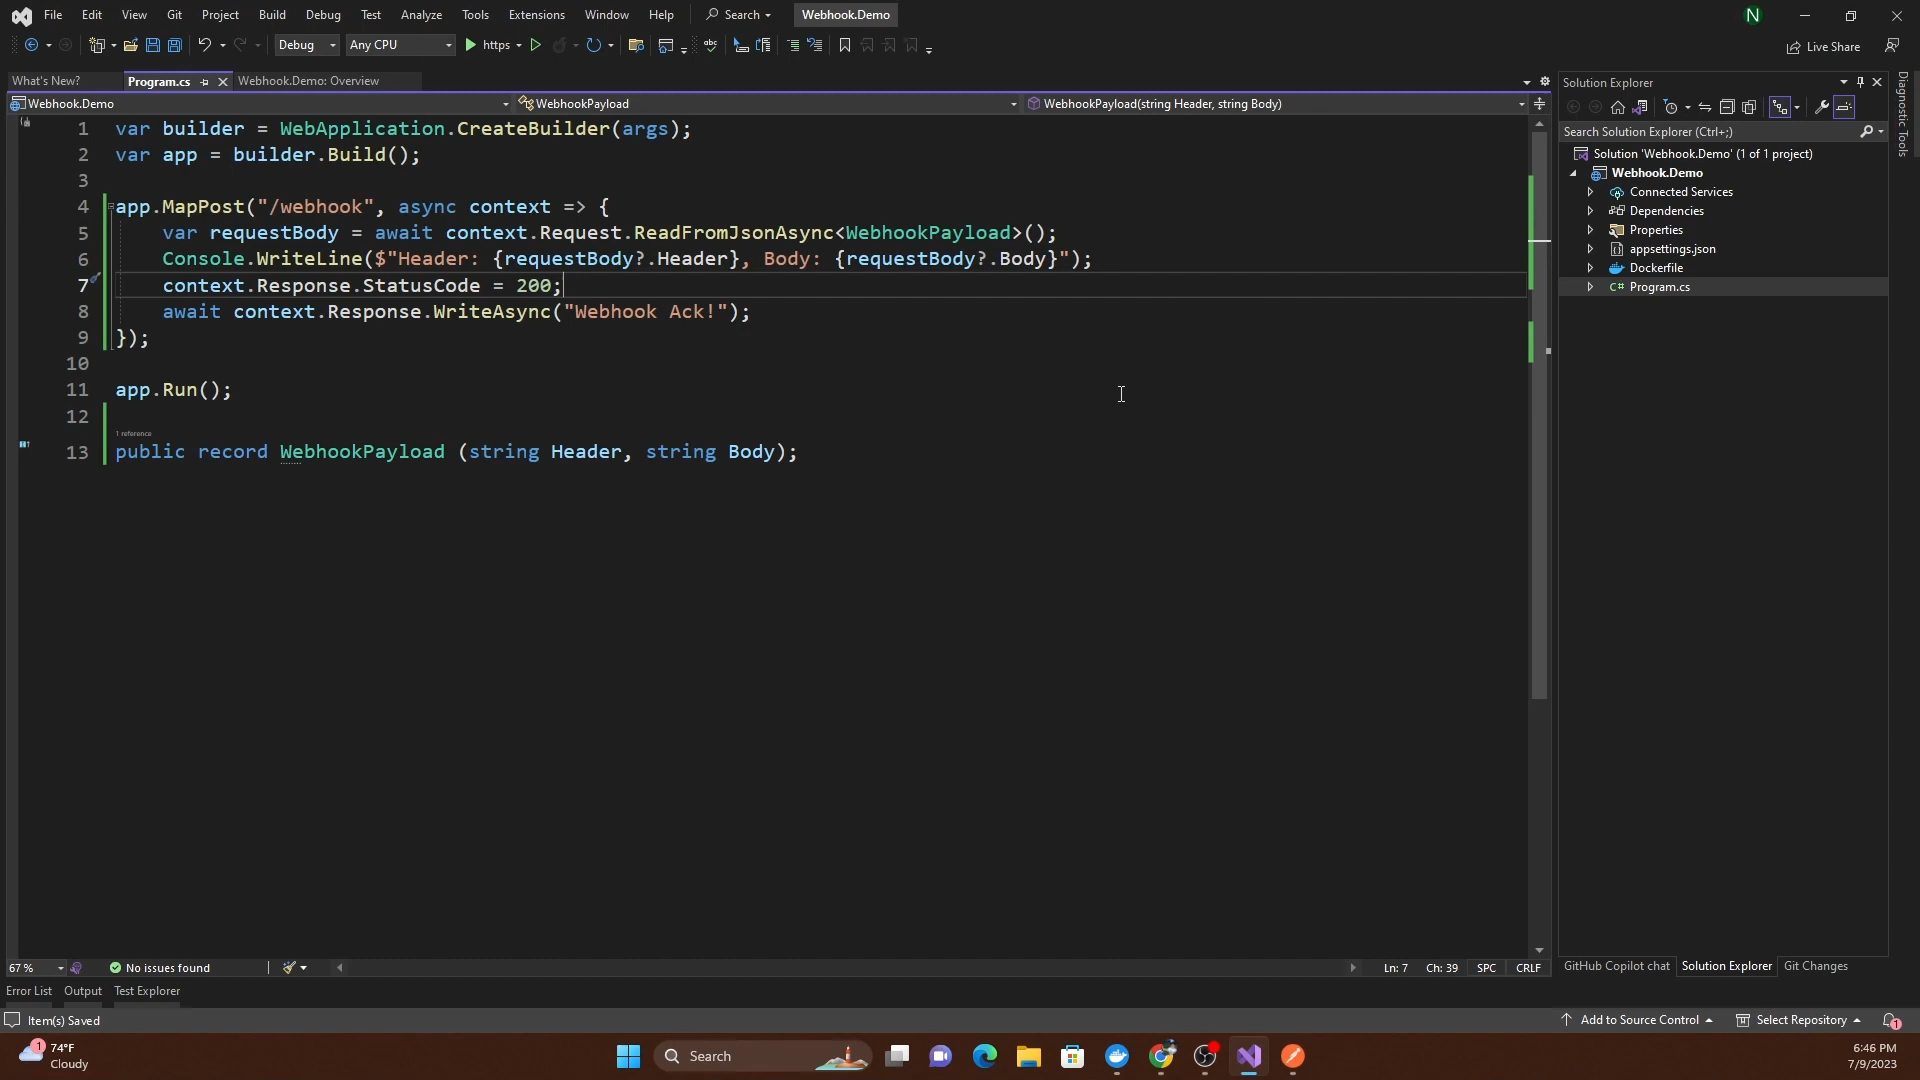 File Edit View Git Project Build Debug Test Analyze Tools Extensions Window Help Search Webhook.Demo N
Debug Any CPU https abc Live Share
What's New? Program.cs Webhook.Demo: Overview
Webhook.Demo WebhookPayload WebhookPayload(string Header, string Body)
1 var builder = WebApplication.CreateBuilder(args);
2 var app = builder.Build();
3
4 app.MapPost("/webhook", async context => {
5 var requestBody = await context.Request.ReadFromJsonAsync<WebhookPayload>();
6 Console.WriteLine($"Header: {requestBody?.Header}, Body: {requestBody?.Body}");
7 context.Response.StatusCode = 200;
8 await context.Response.WriteAsync("Webhook Ack!");
9 });
10
11 app.Run();
12
1 reference
13 public record WebhookPayload (string Header, string Body);
67 % No issues found Ln: 7 Ch: 39 SPC CRLF
Error List Output Test Explorer
Solution Explorer
Search Solution Explorer (Ctrl+;)
Solution 'Webhook.Demo' (1 of 1 project)
Webhook.Demo
Connected Services
Dependencies
Properties
appsettings.json
Dockerfile
C# Program.cs
GitHub Copilot chat Solution Explorer Git Changes
Diagnostic Tools
Item(s) Saved Add to Source Control Select Repository 1
1 74°F
Cloudy
Search
6:46 PM
7/9/2023